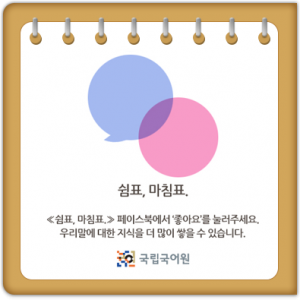 쉼표, 마침표.
≪쉼표, 마침표.≫ 페이스북에서 '좋아요'를 눌러주세요.
우리말에 대한 지식을 더 많이 쌓을 수 있습니다.
국립국어원